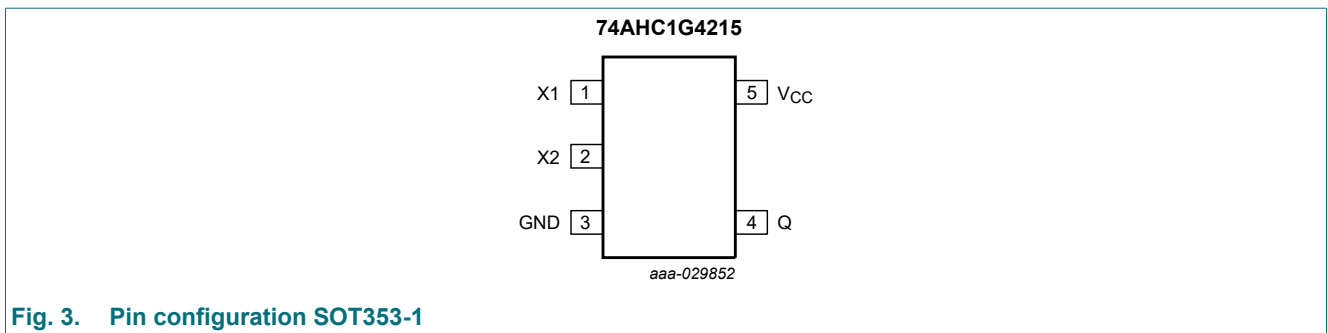 74AHC1G4215
X1 1 5 VCC
X2 2
GND 3 4 Q
aaa-029852
Fig. 3. Pin configuration SOT353-1